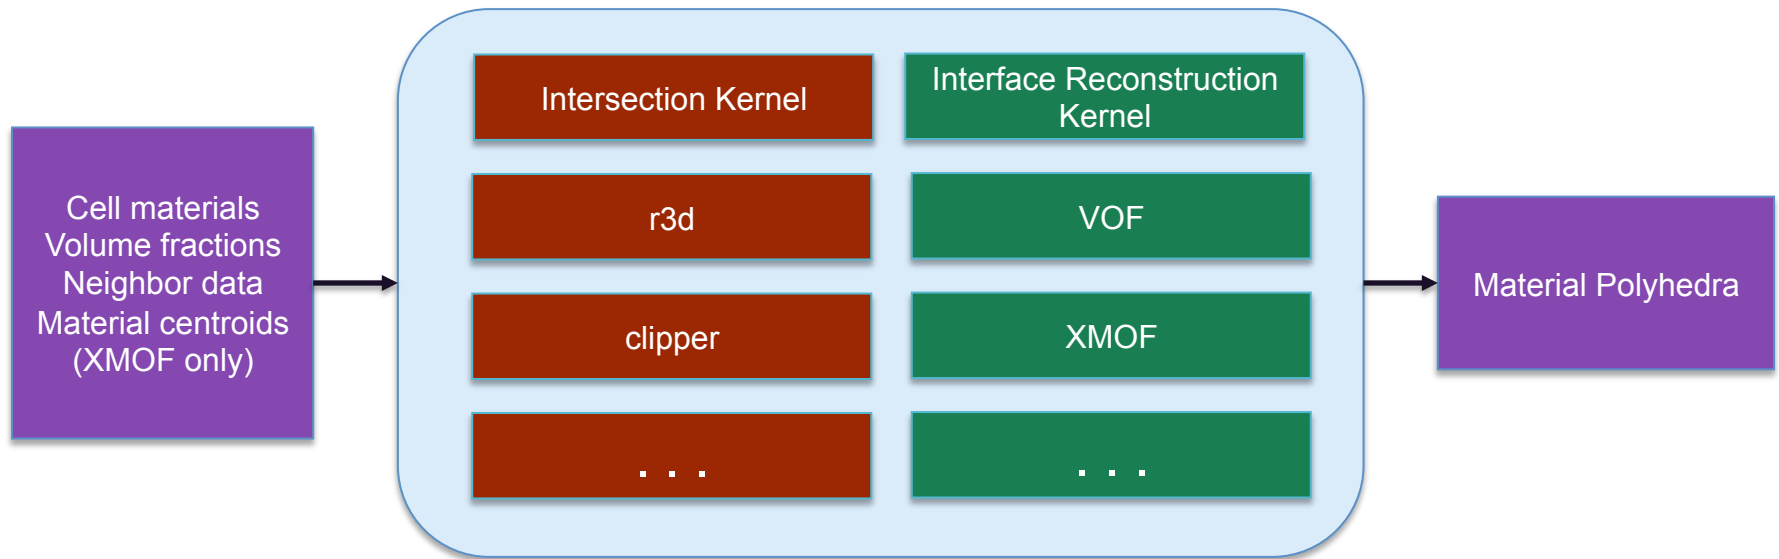 Cell materials
Volume fractions
Neighbor data
Material centroids
(XMOF only)
Intersection Kernel
Interface Reconstruction
Kernel
r3d
VOF
clipper
XMOF
. . .
. . .
Material Polyhedra